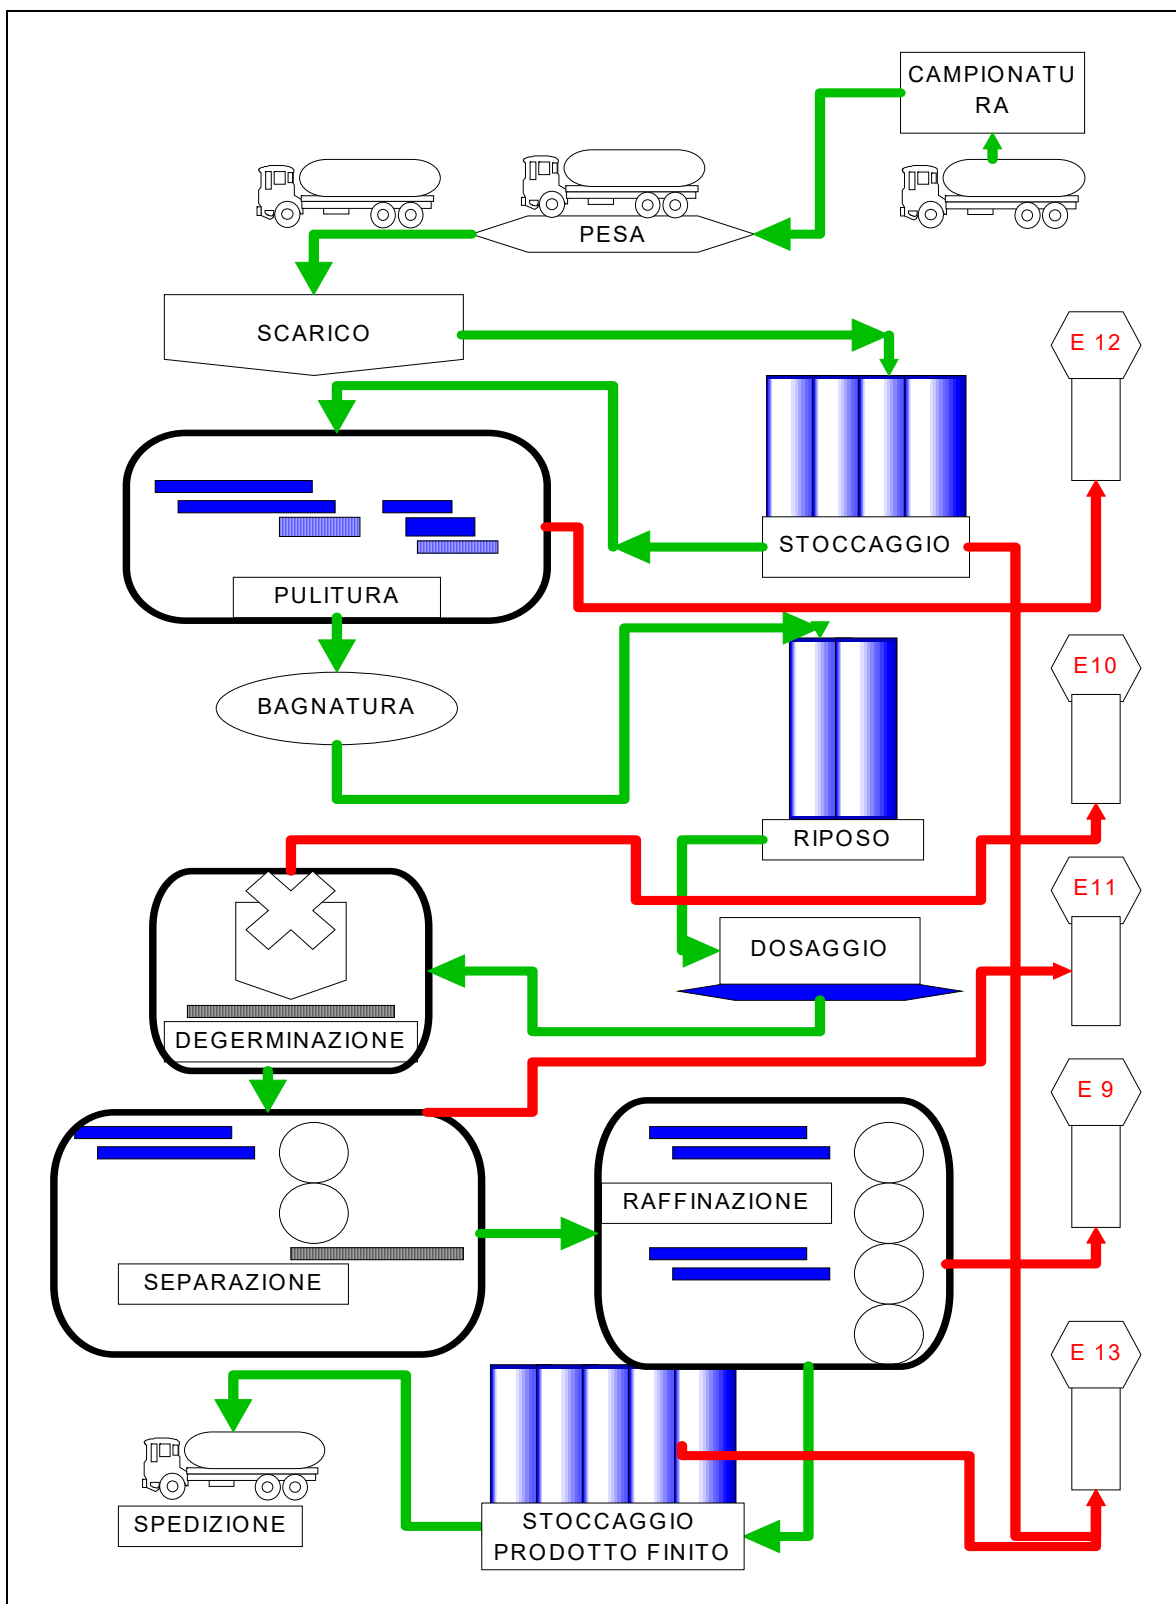 CAMPIONATU
RA
PESA
SCARICO
E 12
STOCCAGGIO
PULITURA
E10
BAGNATURA
RIPOSO
E11
DOSAGGIO
DEGERMINAZIONE
E 9
RAFFINAZIONE
SEPARAZIONE
E 13
STOCCAGGIO
PRODOTTO FINITO
SPEDIZIONE